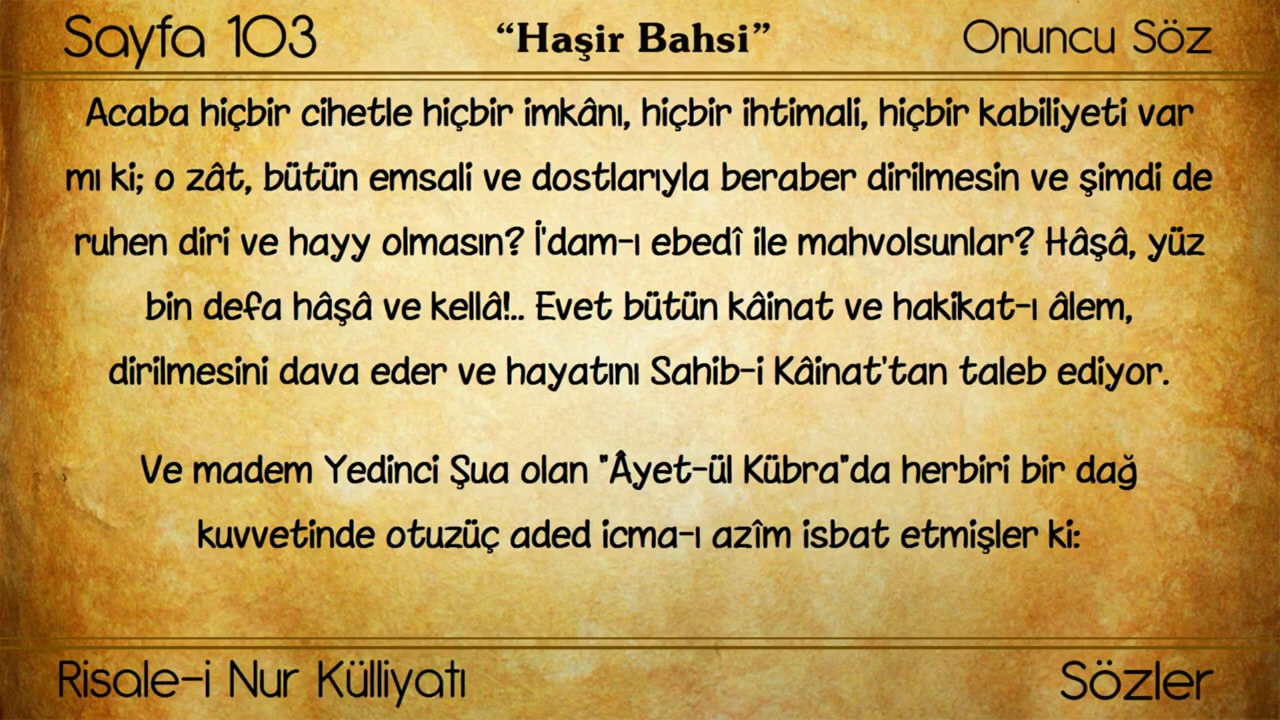 Sayfa 103
“Haşir Bahsi”
Onuncu Söz
Acaba hiçbir cihetle hiçbir imkânı, hiçbir ihtimali, hiçbir kabiliyeti var
mı ki; o zât, bütün emsali ve dostlarıyla beraber dirilmesin ve şimdi de
ruhen diri ve hayy olmasın? İ'dam-ı ebedî ile mahvolsunlar? Hâşâ, yüz
bin defa hâşâ ve kellâ!.. Evet bütün kâinat ve hakikat-ı âlem,
dirilmesini dava eder ve hayatını Sahib-i Kâinat'tan taleb ediyor.
Ve madem Yedinci Şua olan "Âyet-ül Kübra"da herbiri bir dağ
kuvvetinde otuzüç aded icma-ı azîm isbat etmişler ki:
Risale-i Nur Külliyatı
Sözler